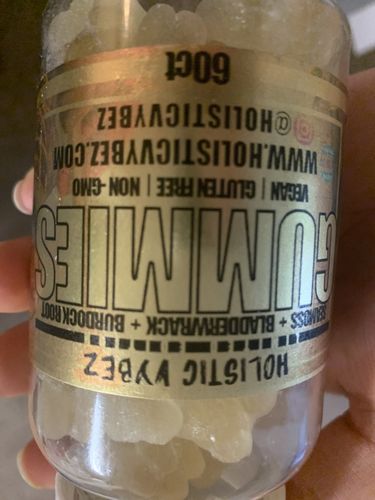 HOLISTIC VYBEZ
SEAMOSS + BLADDERWRACK + BURDOCK ROOT
GUMMIES
VEGAN | GLUTEN FREE | NON-GMO
WWW.HOLISTICVYBEZ.COM
@HOLISTICVYBEZ
60ct